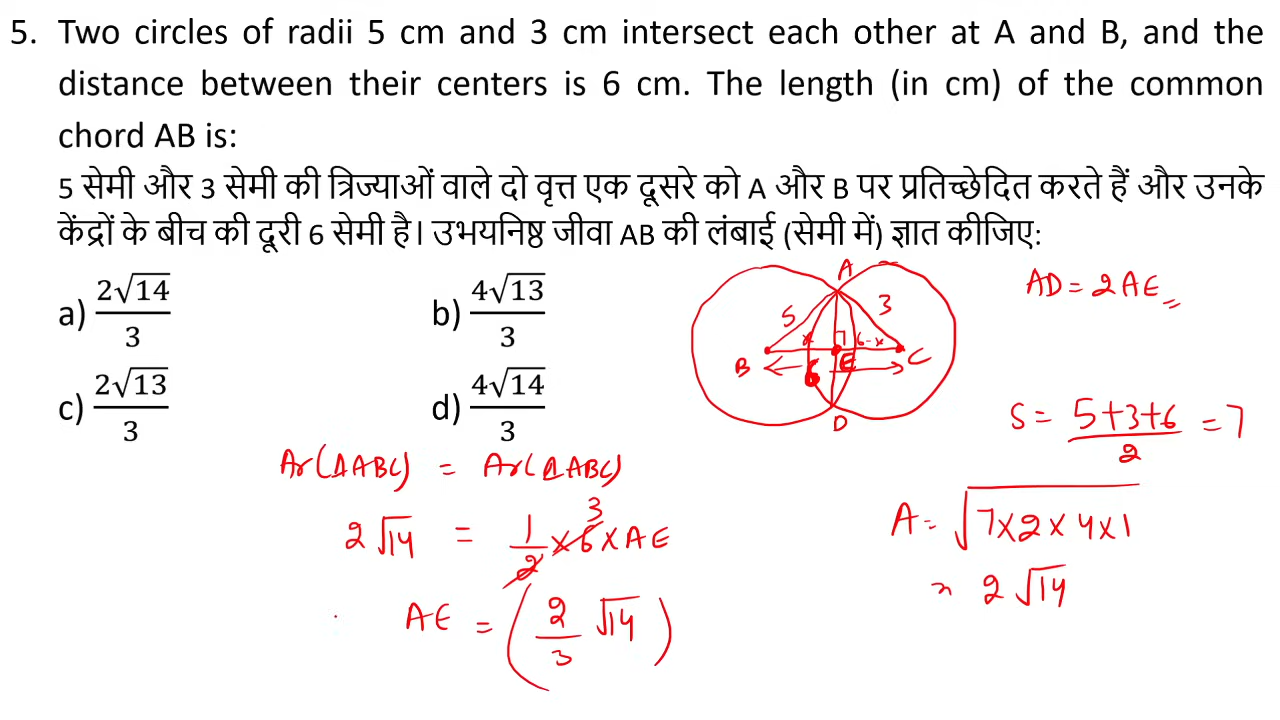 5. Two circles of radii 5 cm and 3 cm intersect each other at A and B, and the
distance between their centers is 6 cm. The length (in cm) of the common
chord AB is:
5 सेमी और 3 सेमी की त्रिज्याओं वाले दो वृत्त एक दूसरे को A और B पर प्रतिच्छेदित करते हैं और उनके
केंद्रों के बीच की दूरी 6 सेमी है। उभयनिष्ठ जीवा AB की लंबाई (सेमी में) ज्ञात कीजिए:
a) 2√14/3 b) 4√13/3
c) 2√13/3 d) 4√14/3
A
5 3
x 6-x
B 6 E C
D
AD = 2AE
S = (5+3+6)/2 = 7
A = √(7×2×4×1)
= 2√14
Ar(ΔABC) = Ar(ΔABC)
2√14 = 1/2 × 6 × AE
3
AE = (2/3 √14)